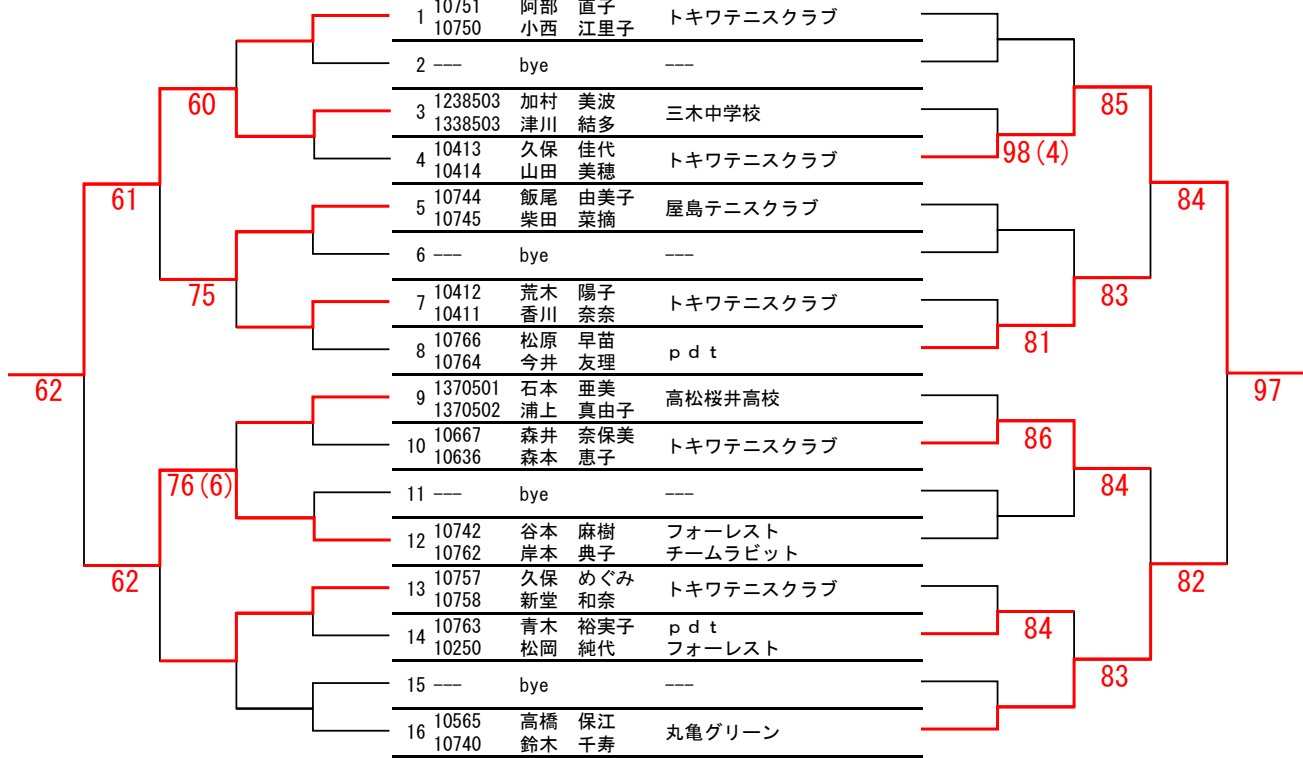 10751 阿部 直子
1 トキワテニスクラブ
10750 小西 江里子
2 --- bye ---
1238503 加村 美波
3 三木中学校
1338503 津川 結多
10413 久保 佳代
4 トキワテニスクラブ
10414 山田 美穂
10744 飯尾 由美子
5 屋島テニスクラブ
10745 柴田 菜摘
6 --- bye ---
10412 荒木 陽子
7 トキワテニスクラブ
10411 香川 奈奈
10766 松原 早苗
8 ｐｄｔ
10764 今井 友理
1370501 石本 亜美
9 高松桜井高校
1370502 浦上 真由子
10667 森井 奈保美
10 トキワテニスクラブ
10636 森本 恵子
11 --- bye ---
10742 谷本 麻樹 フォーレスト
12
10762 岸本 典子 チームラビット
10757 久保 めぐみ
13 トキワテニスクラブ
10758 新堂 和奈
10763 青木 裕実子 ｐｄｔ
14
10250 松岡 純代 フォーレスト
15 --- bye ---
10565 高橋 保江
16 丸亀グリーン
10740 鈴木 千寿
60
61
75
62
76(6)
62
85
98(4)
84
83
81
97
86
84
82
84
83